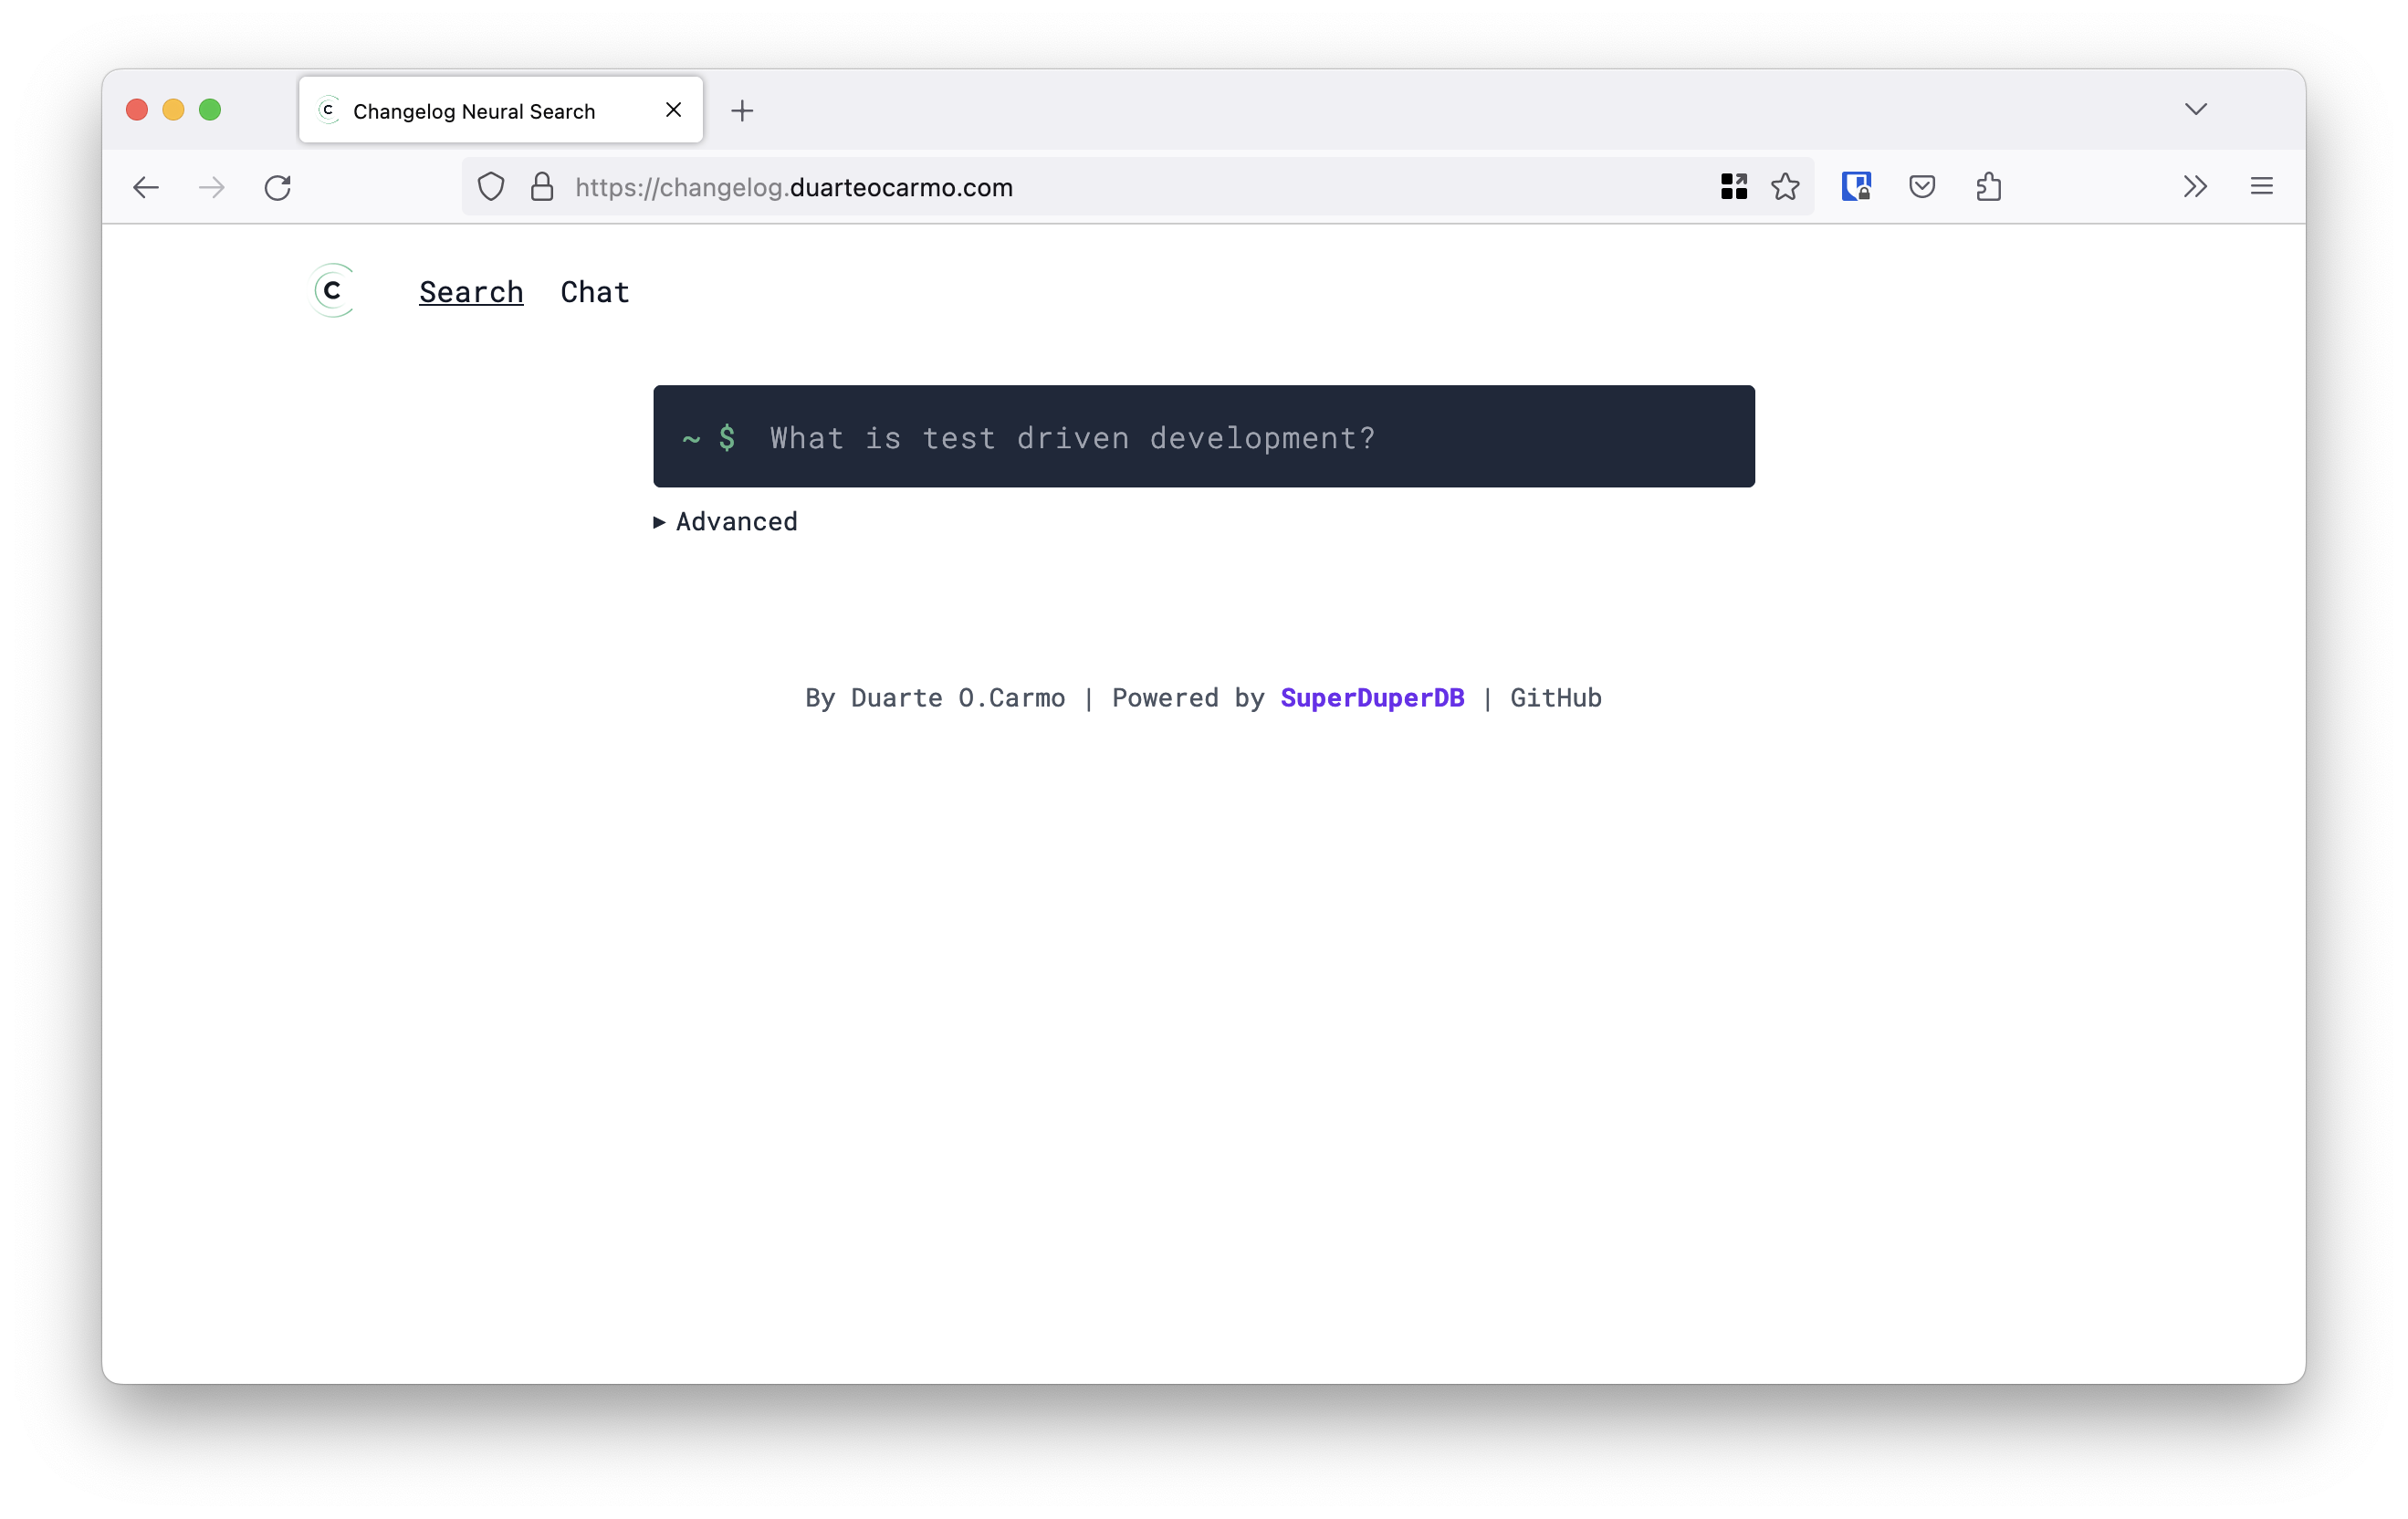 C Changelog Neural Search
https://changelog.duarteocarmo.com
C Search Chat
~ $ What is test driven development?
▶ Advanced
By Duarte O.Carmo | Powered by SuperDuperDB | GitHub